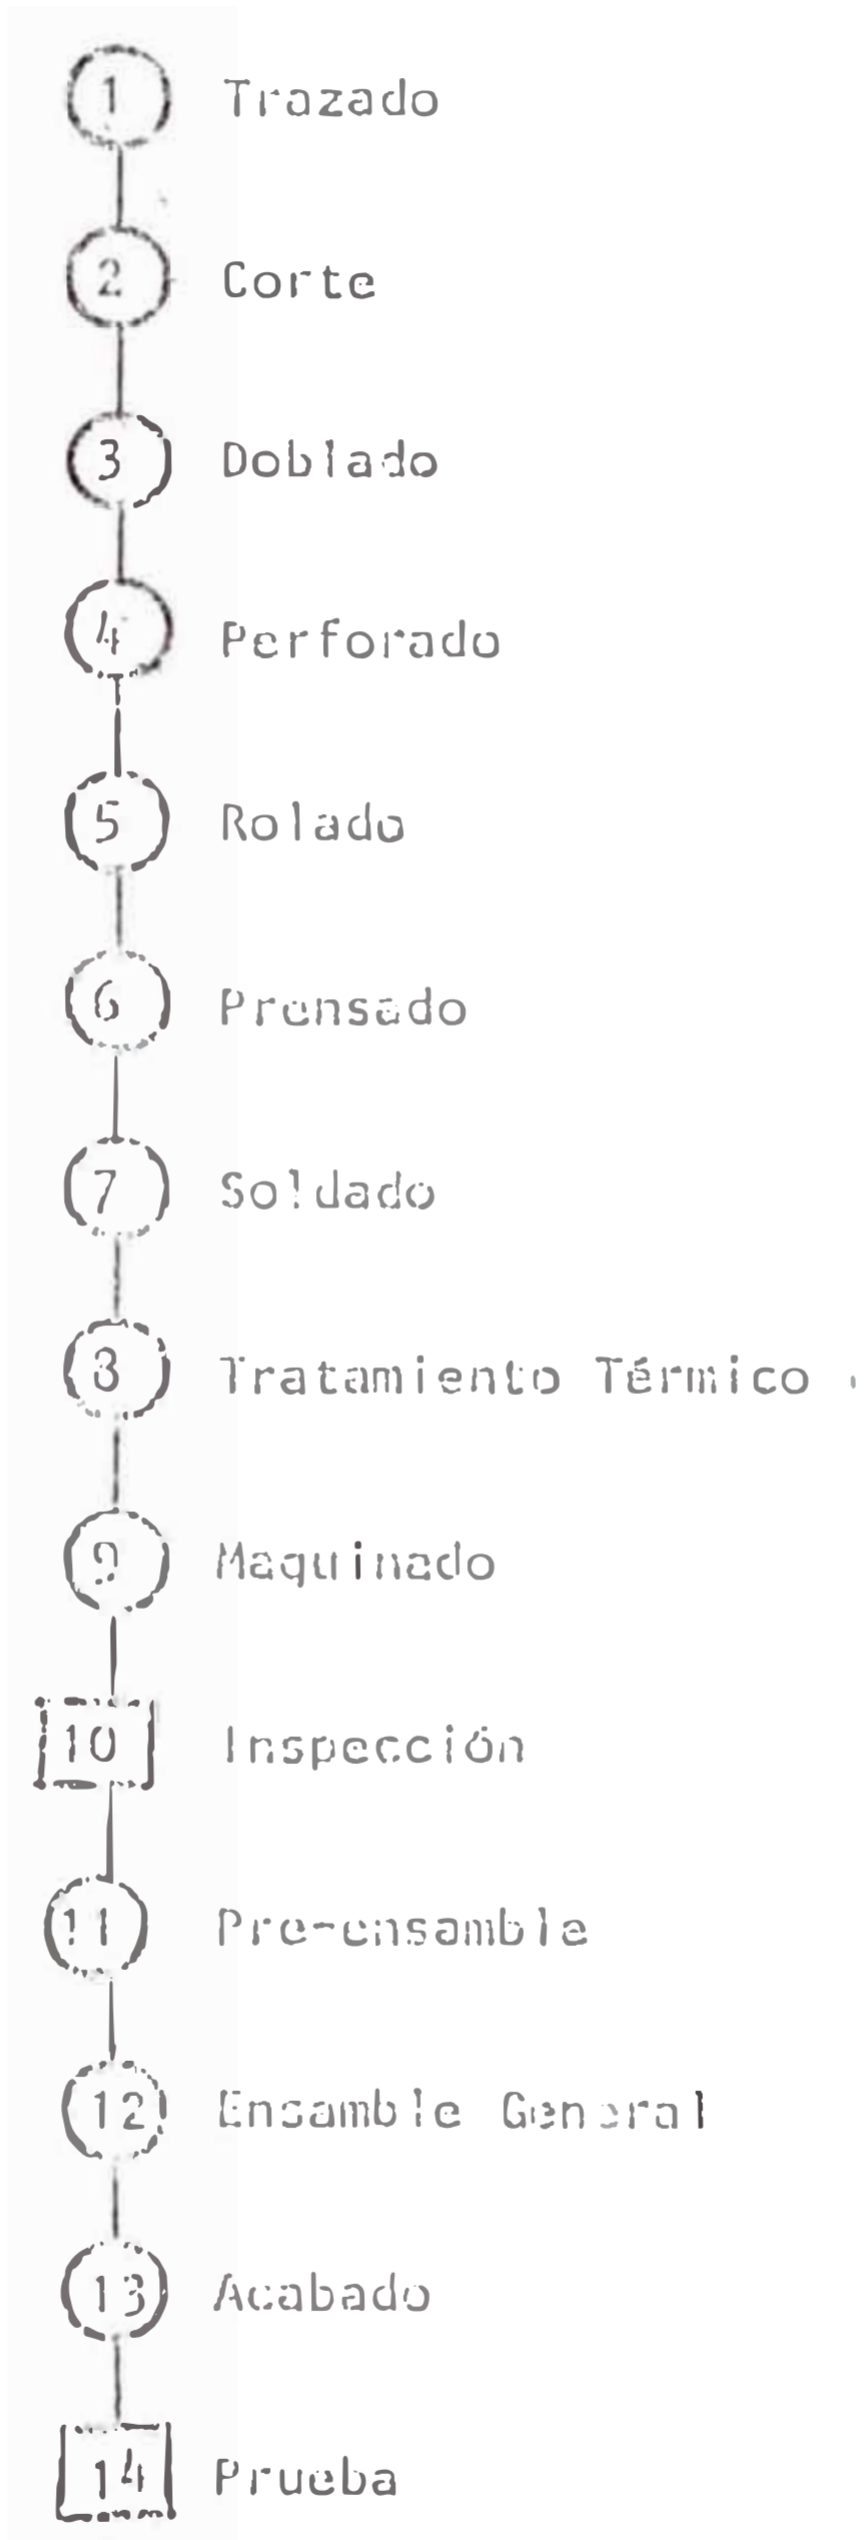 1 Trazado
2 Corte
3 Doblado
4 Perforado
5 Rolado
6 Prensado
7 Soldado
8 Tratamiento Térmico
9 Maquinado
10 Inspección
11 Pre-ensamble
12 Ensamble General
13 Acabado
14 Prueba